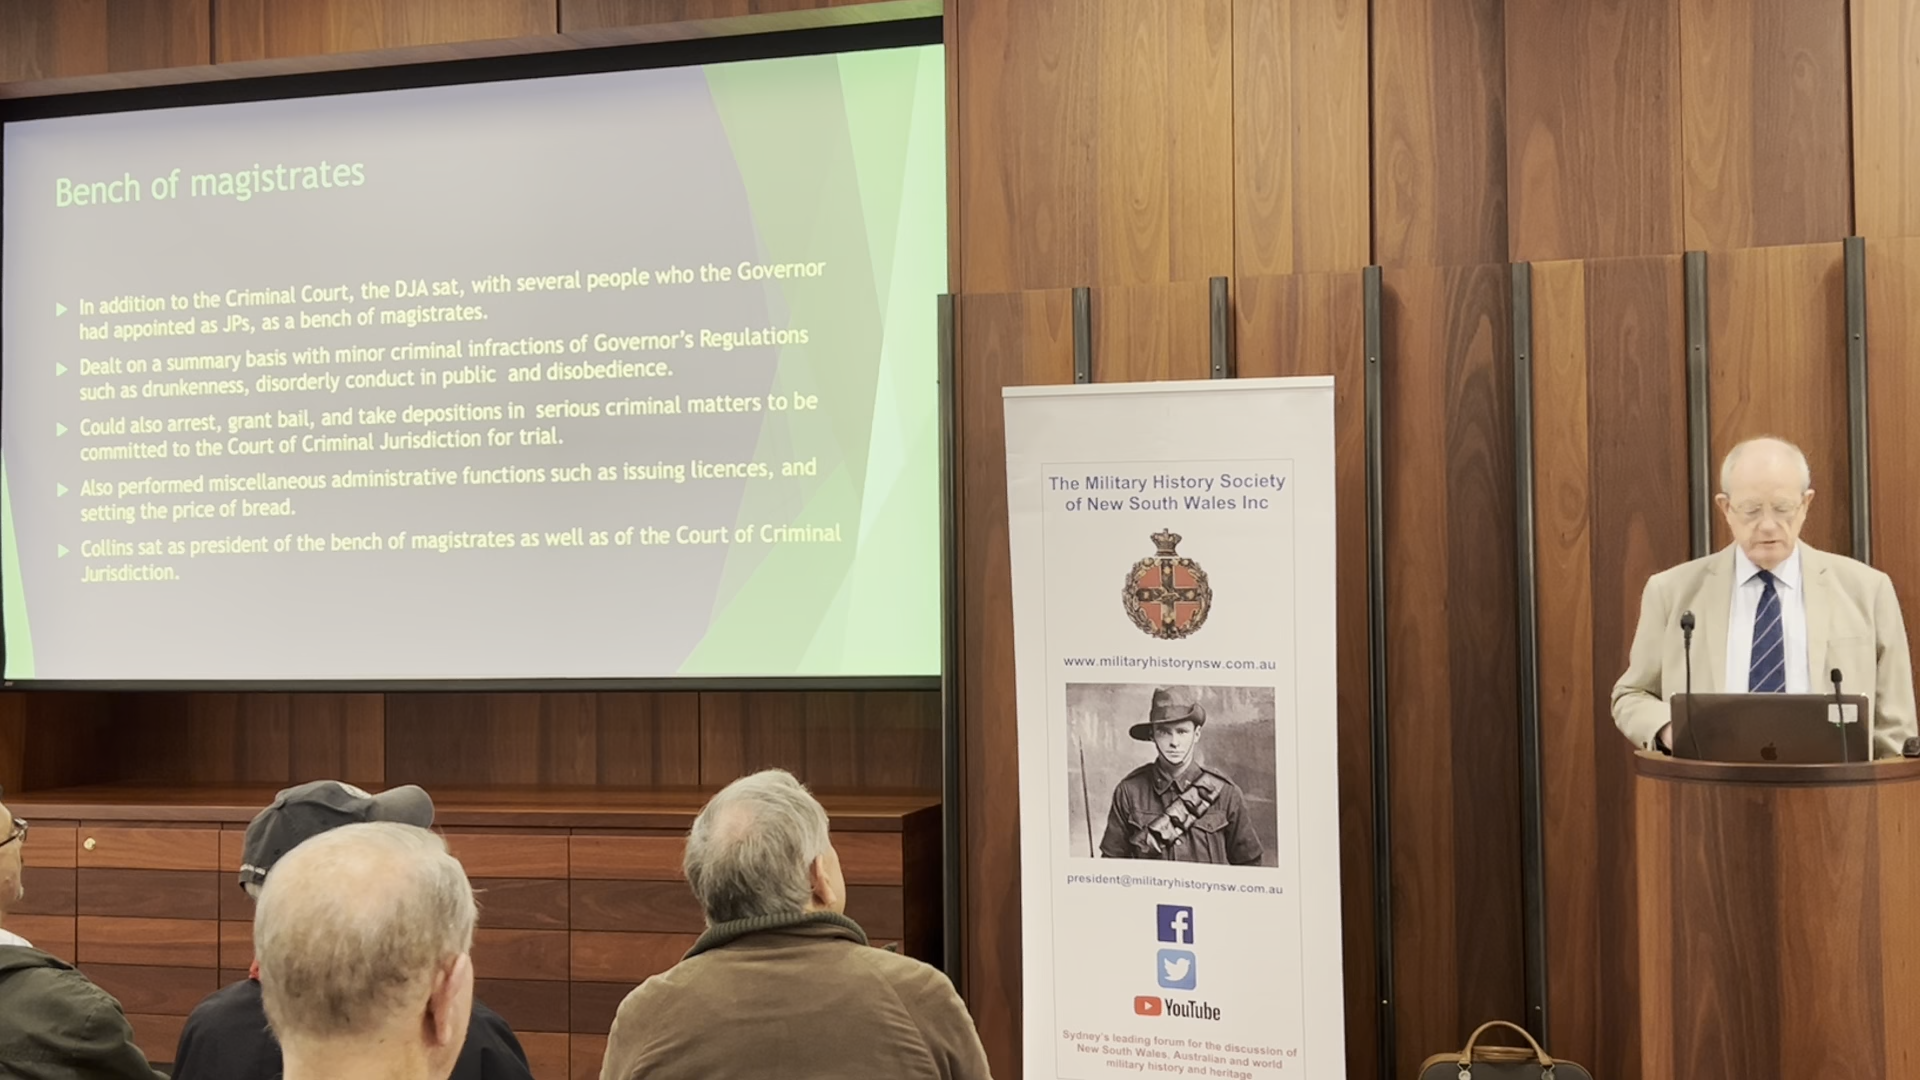 Bench of magistrates
In addition to the Criminal Court, the DJA sat, with several people who the Governor
had appointed as JPs, as a bench of magistrates.
Dealt on a summary basis with minor criminal infractions of Governor's Regulations
such as drunkenness, disorderly conduct in public and disobedience.
Could also arrest, grant bail, and take depositions in serious criminal matters to be
committed to the Court of Criminal Jurisdiction for trial.
Also performed miscellaneous administrative functions such as issuing licences, and
setting the price of bread.
Collins sat as president of the bench of magistrates as well as of the Court of Criminal
Jurisdiction.
The Military History Society
of New South Wales Inc
www.militaryhistorynsw.com.au
president@militaryhistorynsw.com.au
YouTube
Sydney's leading forum for the discussion of
New South Wales, Australian and world
military history and heritage